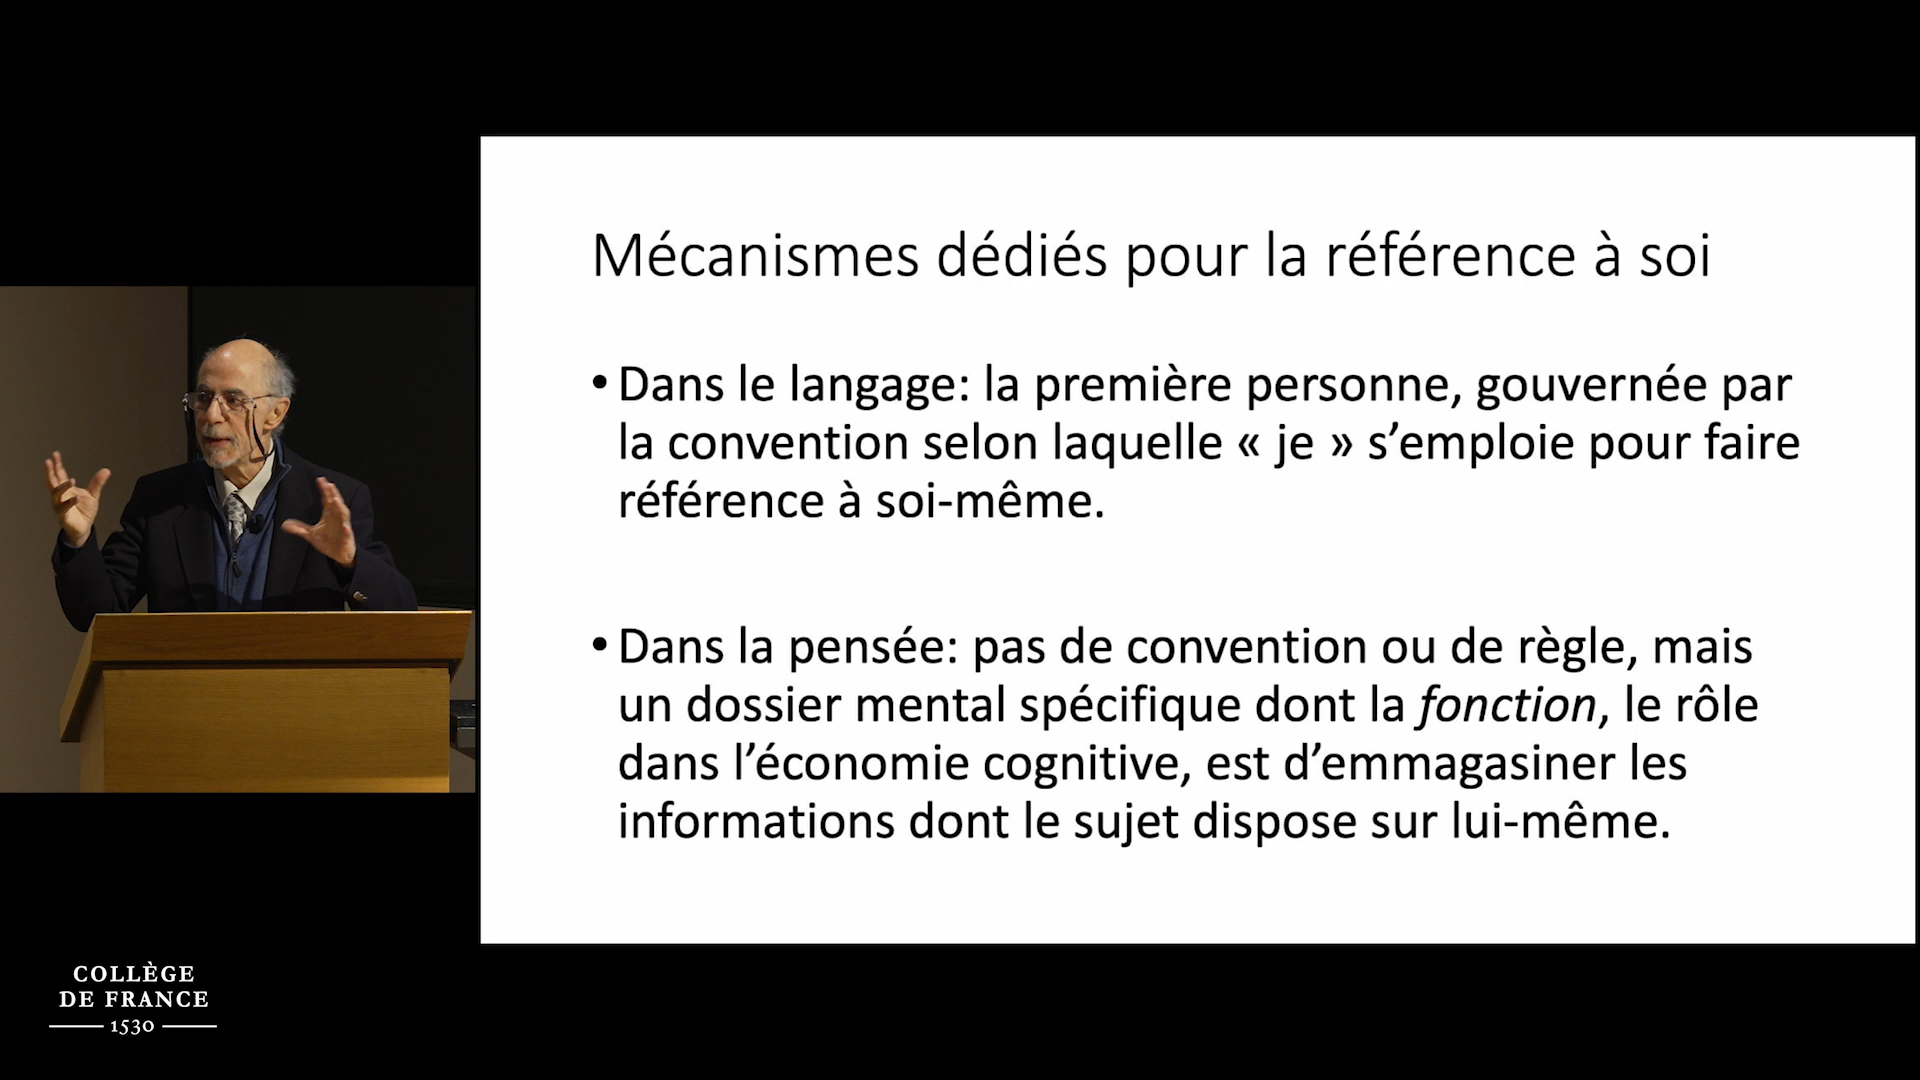 Mécanismes dédiés pour la référence à soi
• Dans le langage: la première personne, gouvernée par
la convention selon laquelle « je » s’emploie pour faire
référence à soi-même.
• Dans la pensée: pas de convention ou de règle, mais
un dossier mental spécifique dont la fonction, le rôle
dans l’économie cognitive, est d’emmagasiner les
informations dont le sujet dispose sur lui-même.
COLLÈGE
DE FRANCE
1530